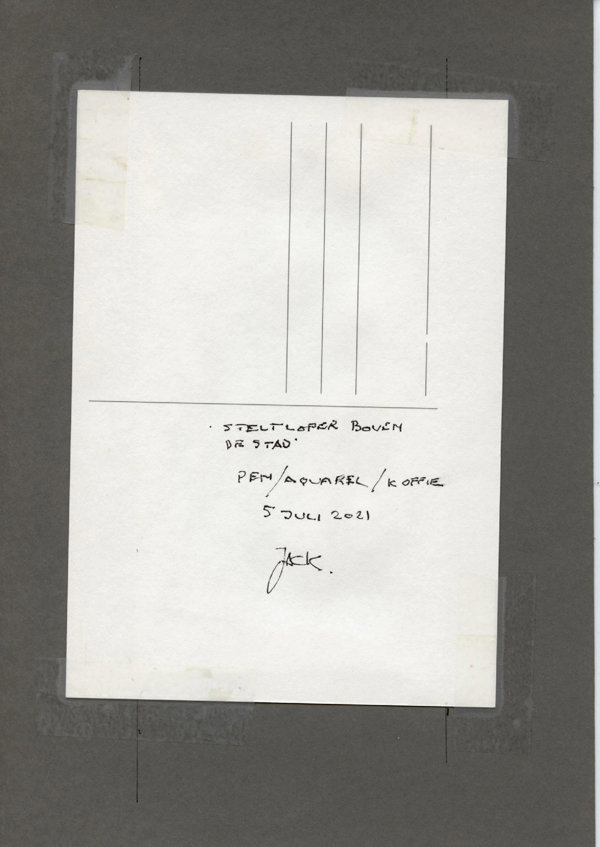 'STELTLOPER BOVEN
DE STAD'
PEN/AQUAREL/KOFFIE
5 JULI 2021
JACK.